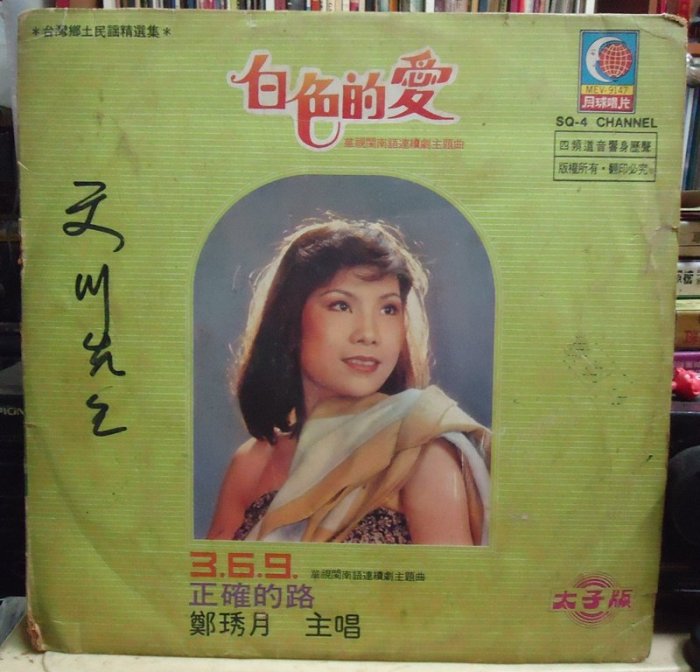 *台灣鄉土民謠精選集*
白色的愛
華視閩南語連續劇主題曲
MEV-9147
月球唱片
SQ-4 CHANNEL
四頻道音響身歷聲
版權所有・翻印必究
文川先生
3.6.9. 華視閩南語連續劇主題曲
正確的路
鄭琇月 主唱
太子版